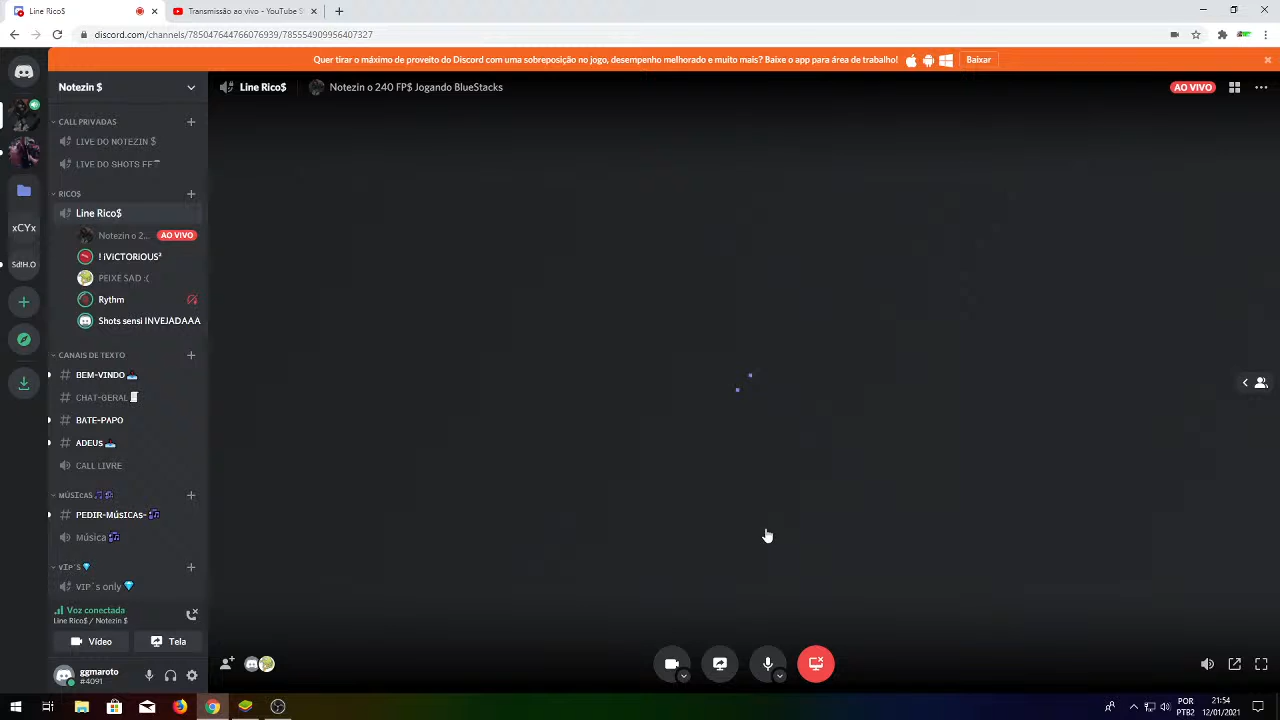 Line Rico$
Transmissão ao vivo - YouTube S
discord.com/channels/785047644766076939/785554909956407327
Quer tirar o máximo de proveito do Discord com uma sobreposição no jogo, desempenho melhorado e muito mais? Baixe o app para área de trabalho!
Baixar
Notezin $
Line Rico$
Notezin o 240 FP$ Jogando BlueStacks
AO VIVO
CALL PRIVADAS
LIVE DO NOTEZIN $
LIVE DO SHOTS FF
RICO$
Line Rico$
Notezin o 2...
AO VIVO
! iVICTORIOUS²
PEIXE SAD :(
Rythm
Shots sensi INVEJADAAA
xCYx
Sd!H.O
CANAIS DE TEXTO
BEM-VINDO
CHAT-GERAL
BATE-PAPO
ADEUS
CALL LIVRE
MÚSICAS
PEDIR-MÚSICAS-
Música
VIP´S
VIP´s only
Voz conectada
Line Rico$ / Notezin $
Vídeo
Tela
ggmaroto
#4091
POR
PTB2
21:54
12/01/2021